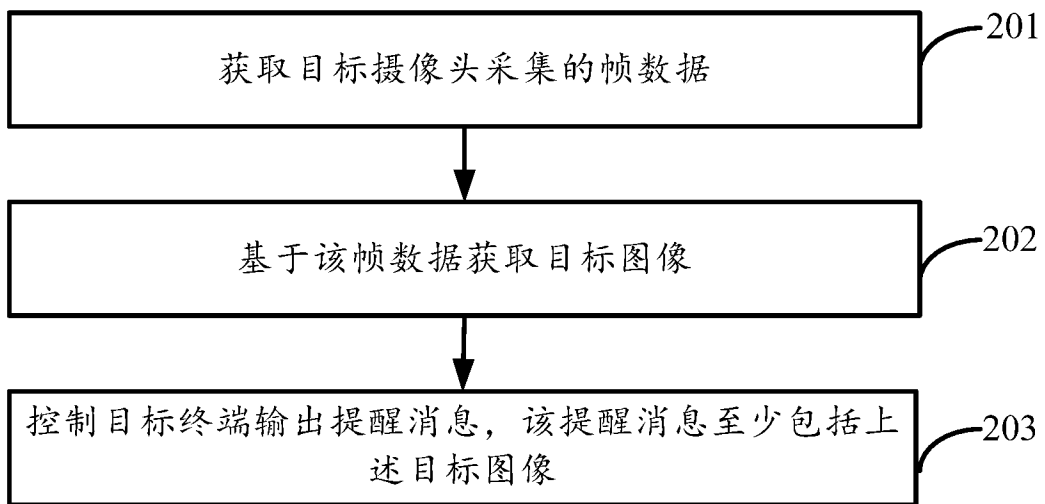 获取目标摄像头采集的帧数据
201
基于该帧数据获取目标图像
202
控制目标终端输出提醒消息，该提醒消息至少包括上
述目标图像
203